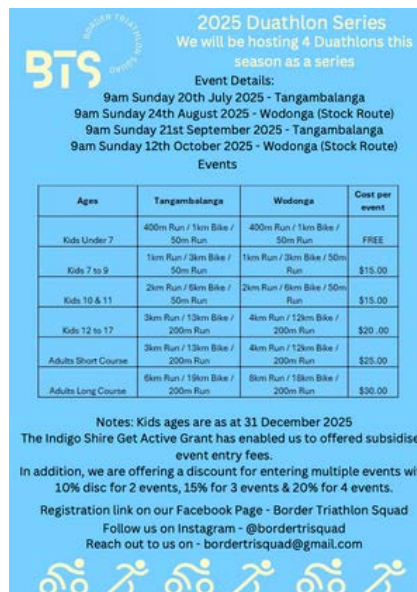 BORDER TRIATHLON SQUAD
BTS
2025 Duathlon Series
We will be hosting 4 Duathlons this
season as a series
Event Details:
9am Sunday 20th July 2025 - Tangambalanga
9am Sunday 24th August 2025 - Wodonga (Stock Route)
9am Sunday 21st September 2025 - Tangambalanga
9am Sunday 12th October 2025 - Wodonga (Stock Route)
Events
Ages Tangambalanga Wodonga Cost per event
Kids Under 7 400m Run / 1km Bike / 50m Run 400m Run / 1km Bike / 50m Run FREE
Kids 7 to 9 1km Run / 3km Bike / 50m Run 1km Run / 3km Bike / 50m Run $15.00
Kids 10 & 11 2km Run / 6km Bike / 50m Run 2km Run / 6km Bike / 50m Run $15.00
Kids 12 to 17 3km Run / 13km Bike / 200m Run 4km Run / 12km Bike / 200m Run $20 .00
Adults Short Course 3km Run / 13km Bike / 200m Run 4km Run / 12km Bike / 200m Run $25.00
Adults Long Course 6km Run / 19km Bike / 200m Run 8km Run / 18km Bike / 200m Run $30.00
Notes: Kids ages are as at 31 December 2025
The Indigo Shire Get Active Grant has enabled us to offered subsidise
event entry fees.
In addition, we are offering a discount for entering multiple events wi
10% disc for 2 events, 15% for 3 events & 20% for 4 events.
Registration link on our Facebook Page - Border Triathlon Squad
Follow us on Instagram - @bordertrisquad
Reach out to us on - bordertrisquad@gmail.com